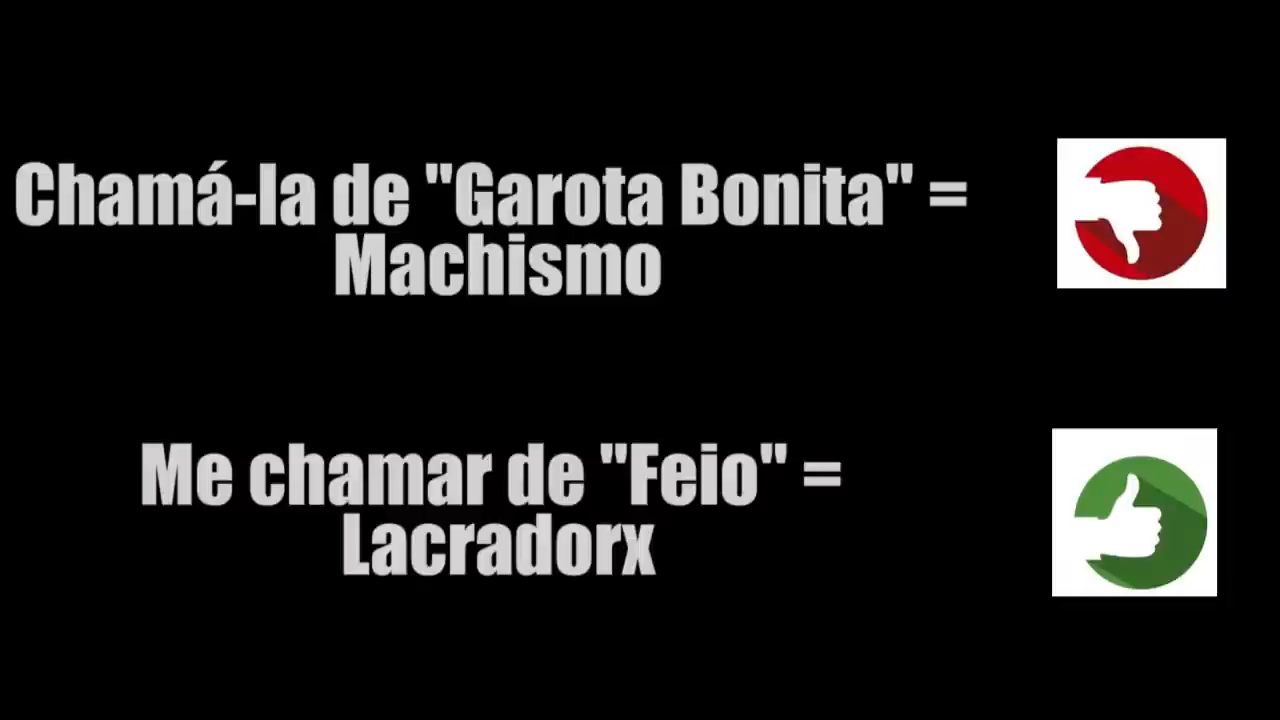 Chamá-la de "Garota Bonita" =
Machismo
Me chamar de "Feio" =
Lacradorx